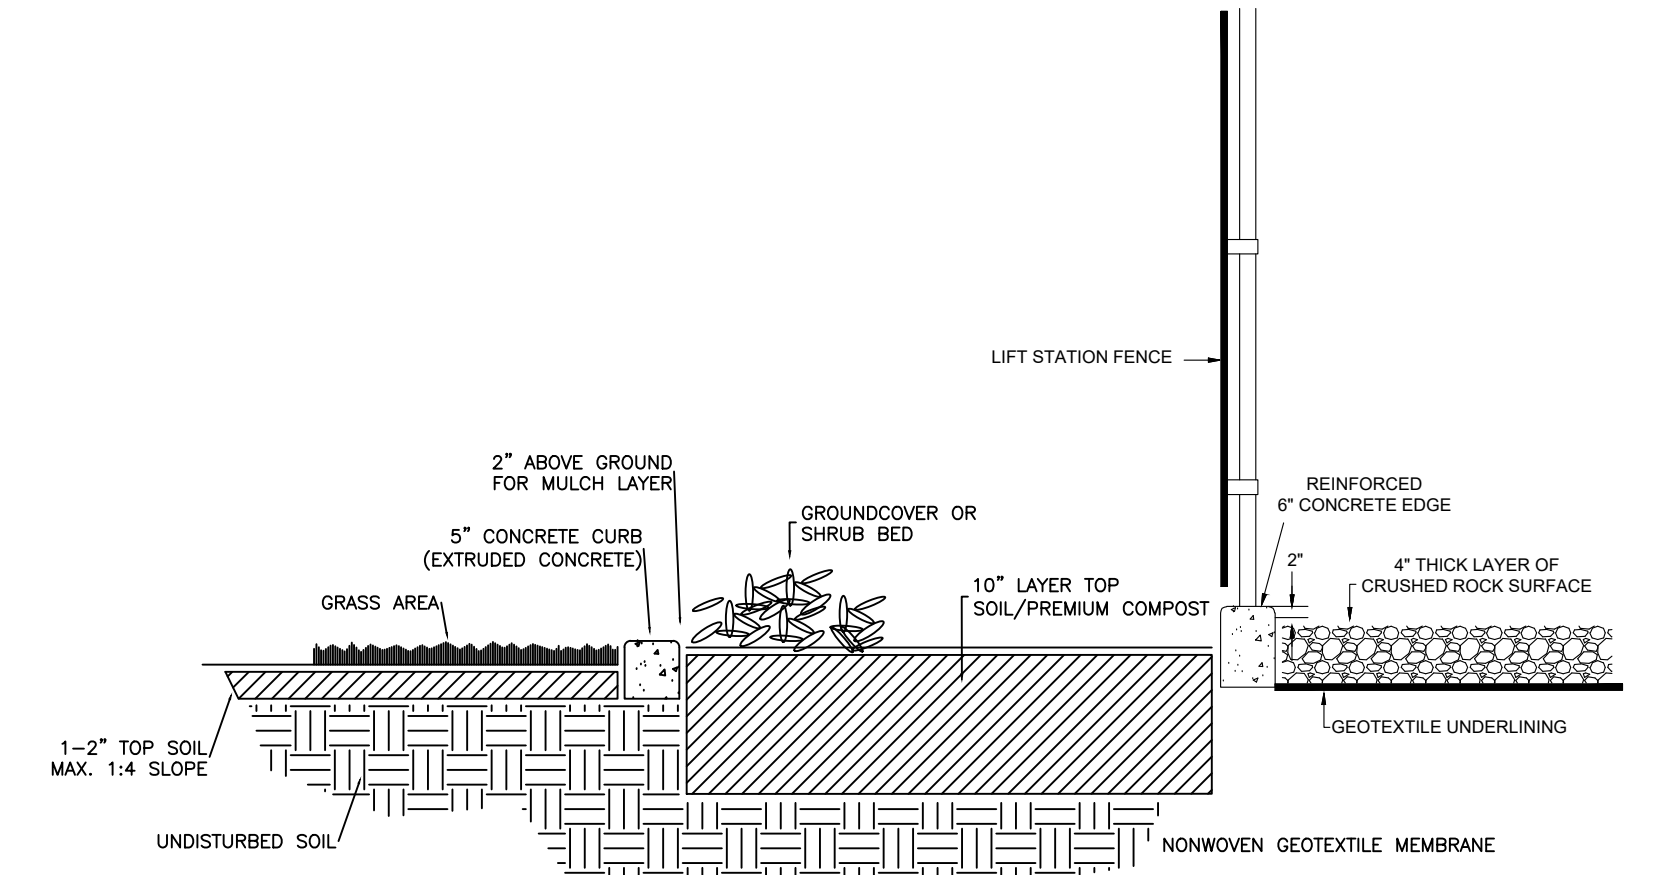 LIFT STATION FENCE
2” ABOVE GROUND
FOR MULCH LAYER
REINFORCED
6" CONCRETE EDGE
GROUNDCOVER OR
SHRUB BED
5” CONCRETE CURB
(EXTRUDED CONCRETE)
2"
4" THICK LAYER OF
CRUSHED ROCK SURFACE
10” LAYER TOP
SOIL/PREMIUM COMPOST
GRASS AREA
GEOTEXTILE UNDERLINING
1–2” TOP SOIL
MAX. 1:4 SLOPE
UNDISTURBED SOIL
NONWOVEN GEOTEXTILE MEMBRANE